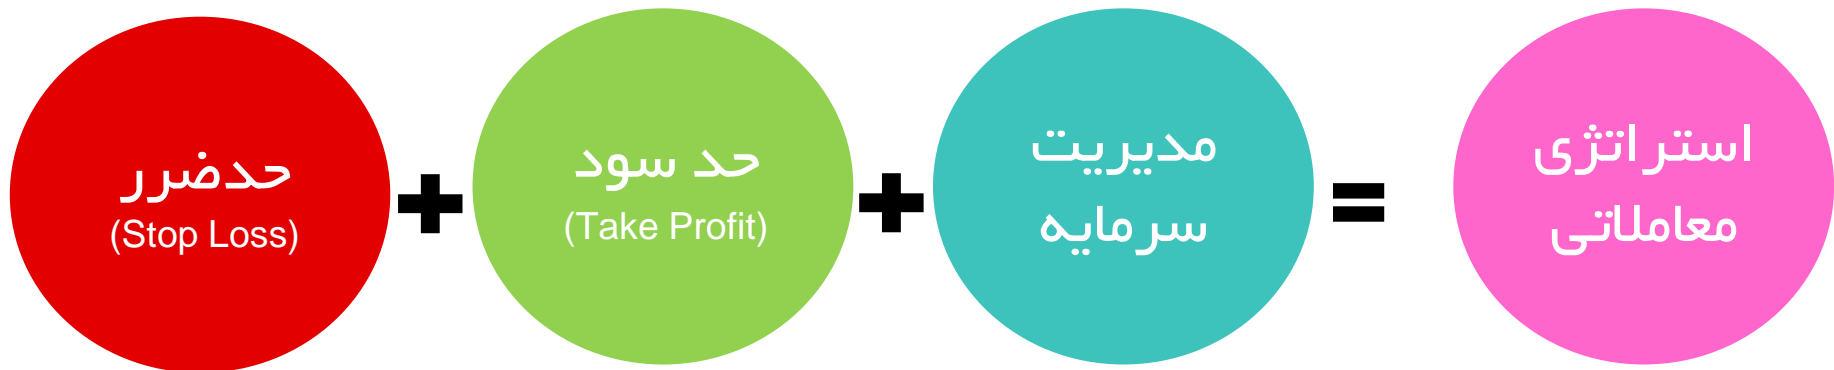 حدضرر
(Stop Loss)
+
حد سود
(Take Profit)
+
مدیریت
سرمایه
=
استراتژی
معاملاتی